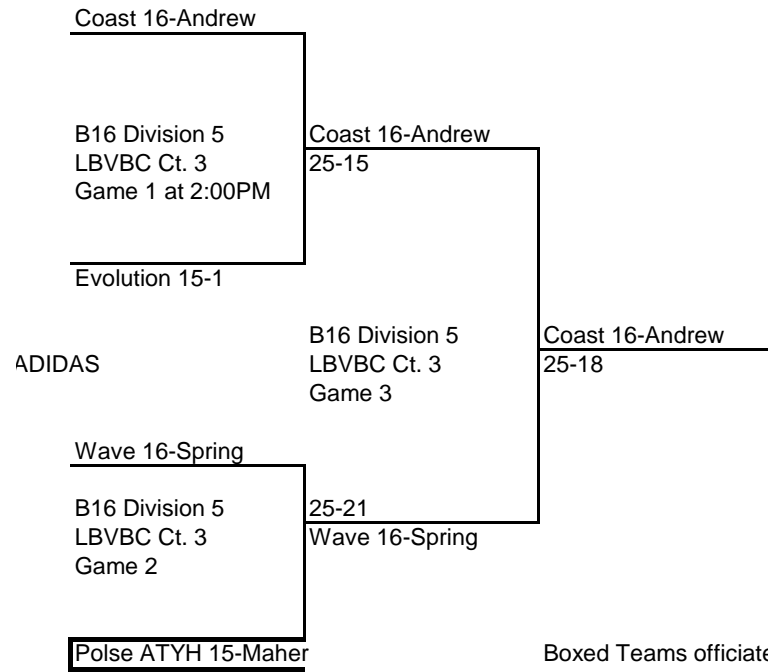 Coast 16-Andrew
B16 Division 5
LBVBC Ct. 3
Game 1 at 2:00PM
Coast 16-Andrew
25-15
Evolution 15-1
ADIDAS
B16 Division 5
LBVBC Ct. 3
Game 3
Coast 16-Andrew
25-18
Wave 16-Spring
B16 Division 5
LBVBC Ct. 3
Game 2
25-21
Wave 16-Spring
Polse ATYH 15-Maher
Boxed Teams officiate